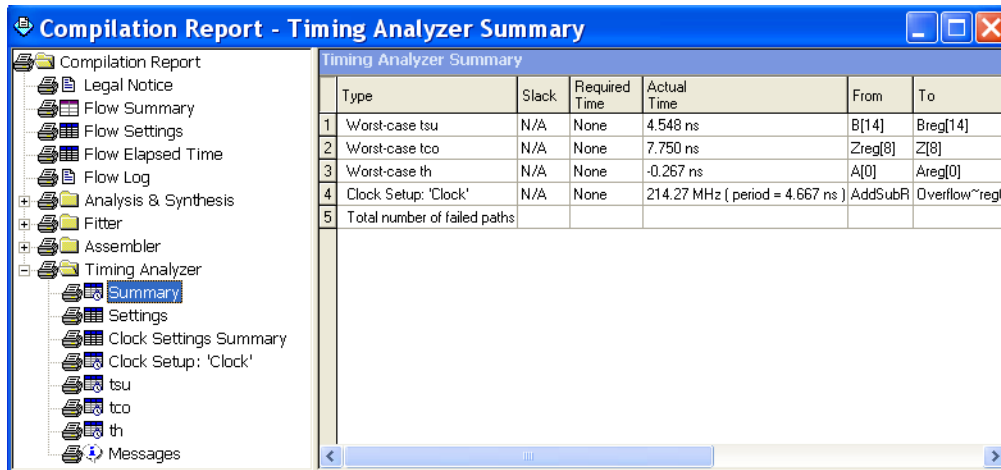 Compilation Report - Timing Analyzer Summary
Compilation Report
Legal Notice
Flow Summary
Flow Settings
Flow Elapsed Time
Flow Log
Analysis & Synthesis
Fitter
Assembler
Timing Analyzer
Summary
Settings
Clock Settings Summary
Clock Setup: 'Clock'
tsu
tco
th
Messages
Timing Analyzer Summary
Type Slack Required Time Actual Time From To
1 Worst-case tsu N/A None 4.548 ns B[14] Breg[14]
2 Worst-case tco N/A None 7.750 ns Zreg[8] Z[8]
3 Worst-case th N/A None -0.267 ns A[0] Areg[0]
4 Clock Setup: 'Clock' N/A None 214.27 MHz ( period = 4.667 ns ) AddSubR Overflow~reg
5 Total number of failed paths